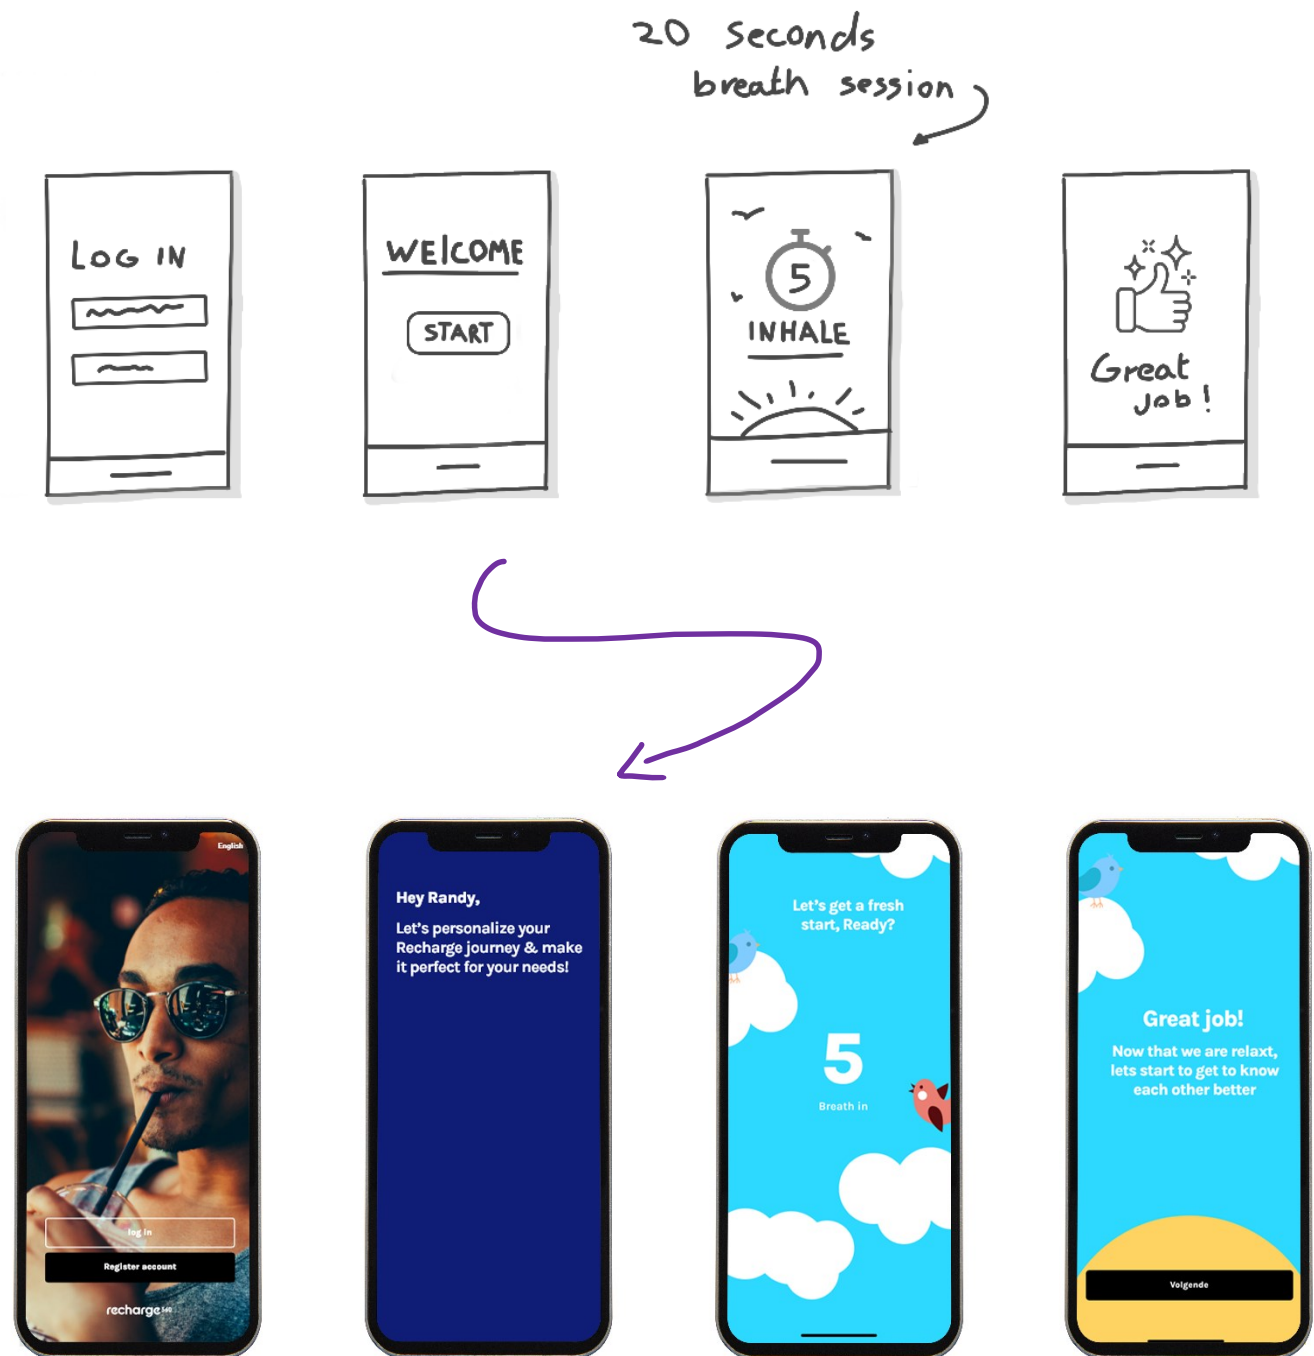 20 seconds
breath session
LOG IN
WElCOME
START
5
INHALE
Great
Job!
English
log in
Register account
recharge
Hey Randy,
Let's personalize your
Recharge journey & make
it perfect for your needs!
Let's get a fresh
start, Ready?
5
Breath in
Great job!
Now that we are relaxt,
lets start to get to know
each other better
Volgende